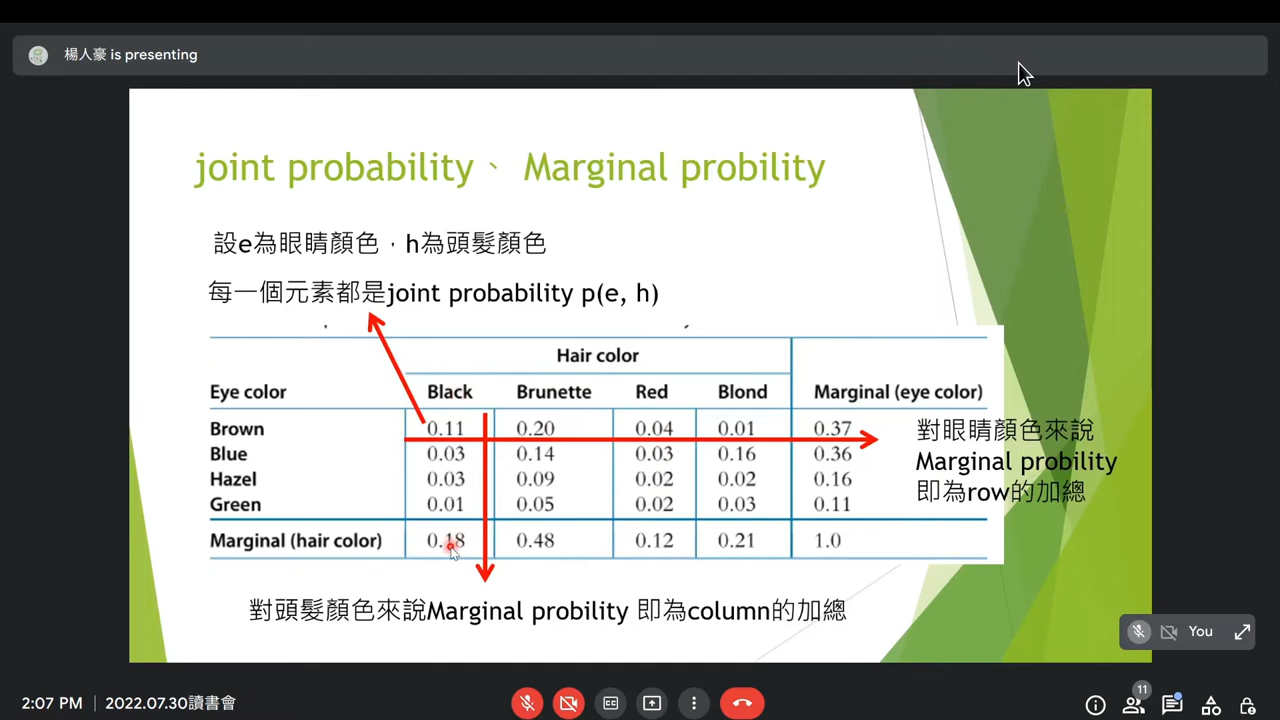 楊人豪 is presenting
joint probability、 Marginal probility
設e為眼睛顏色，h為頭髮顏色
每一個元素都是joint probability p(e, h)
Hair color
Eye color Black Brunette Red Blond Marginal (eye color)
Brown 0.11 0.20 0.04 0.01 0.37
Blue 0.03 0.14 0.03 0.16 0.36
Hazel 0.03 0.09 0.02 0.02 0.16
Green 0.01 0.05 0.02 0.03 0.11
Marginal (hair color) 0.18 0.48 0.12 0.21 1.0
對眼睛顏色來說
Marginal probility
即為row的加總
對頭髮顏色來說Marginal probility 即為column的加總
You
2:07 PM | 2022.07.30讀書會
11